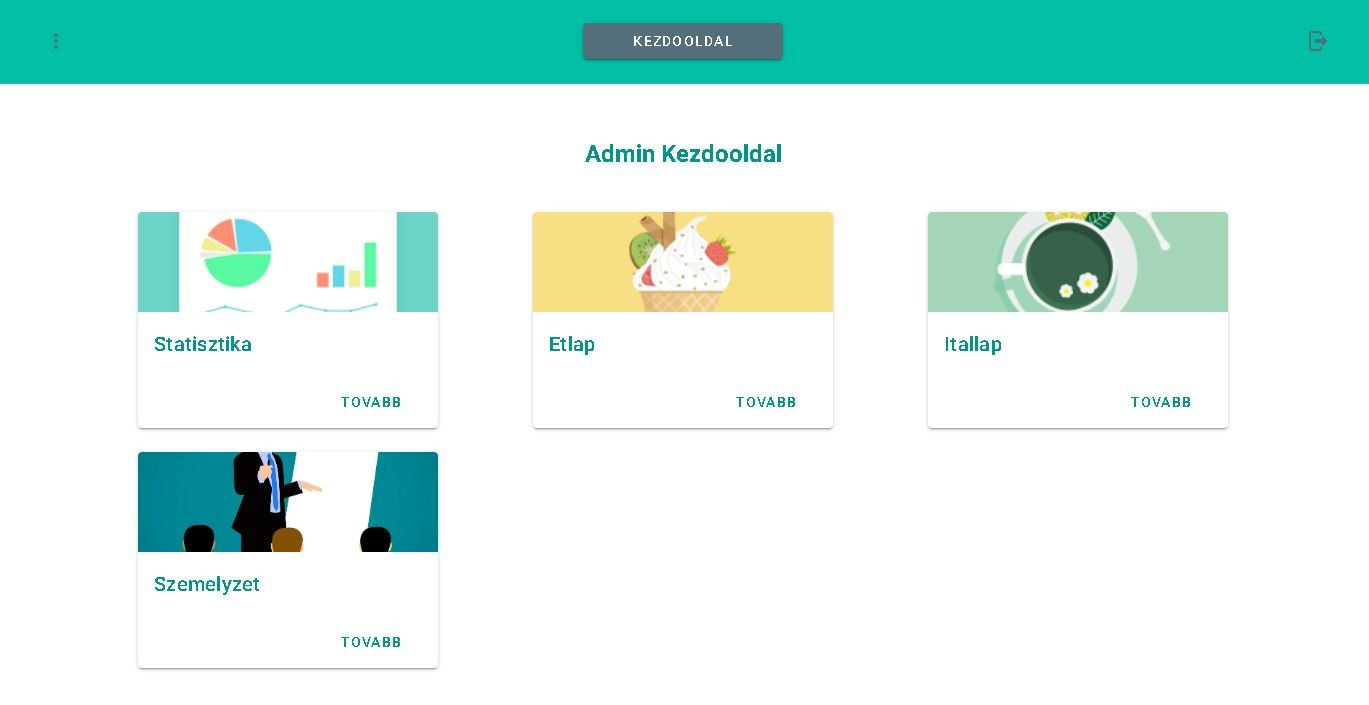 KEZDOOLDAL
Admin Kezdooldal
Statisztika
TOVABB
Etlap
TOVABB
Itallap
TOVABB
Szemelyzet
TOVABB